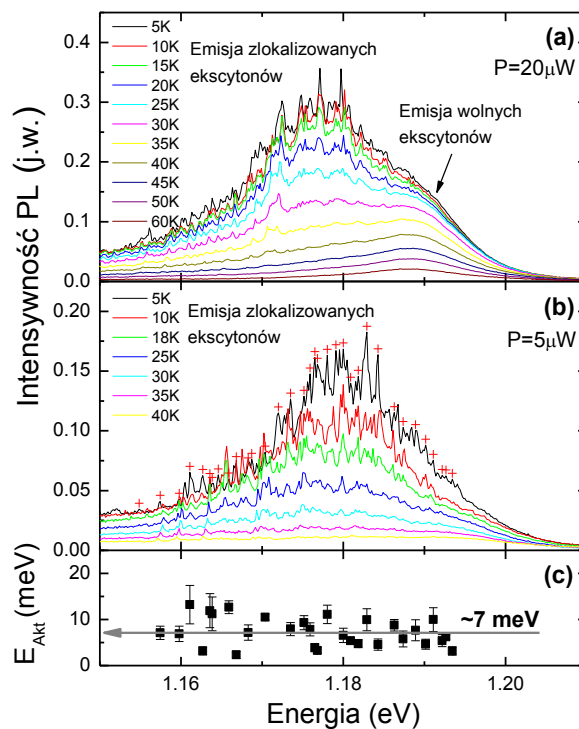 Intensywność PL (j.w.)
0.4
0.3
0.2
0.1
0.0
5K
10K
15K
20K
25K
30K
35K
40K
45K
50K
60K
Emisja zlokalizowanych
ekscytonów
(a)
P=20μW
Emisja wolnych
ekscytonów
0.20
0.15
0.10
0.05
0.00
5K
10K
18K
25K
30K
35K
40K
Emisja zlokalizowanych
ekscytonów
(b)
P=5μW
E_Akt (meV)
20
10
0
(c)
~7 meV
1.16
1.18
1.20
Energia (eV)